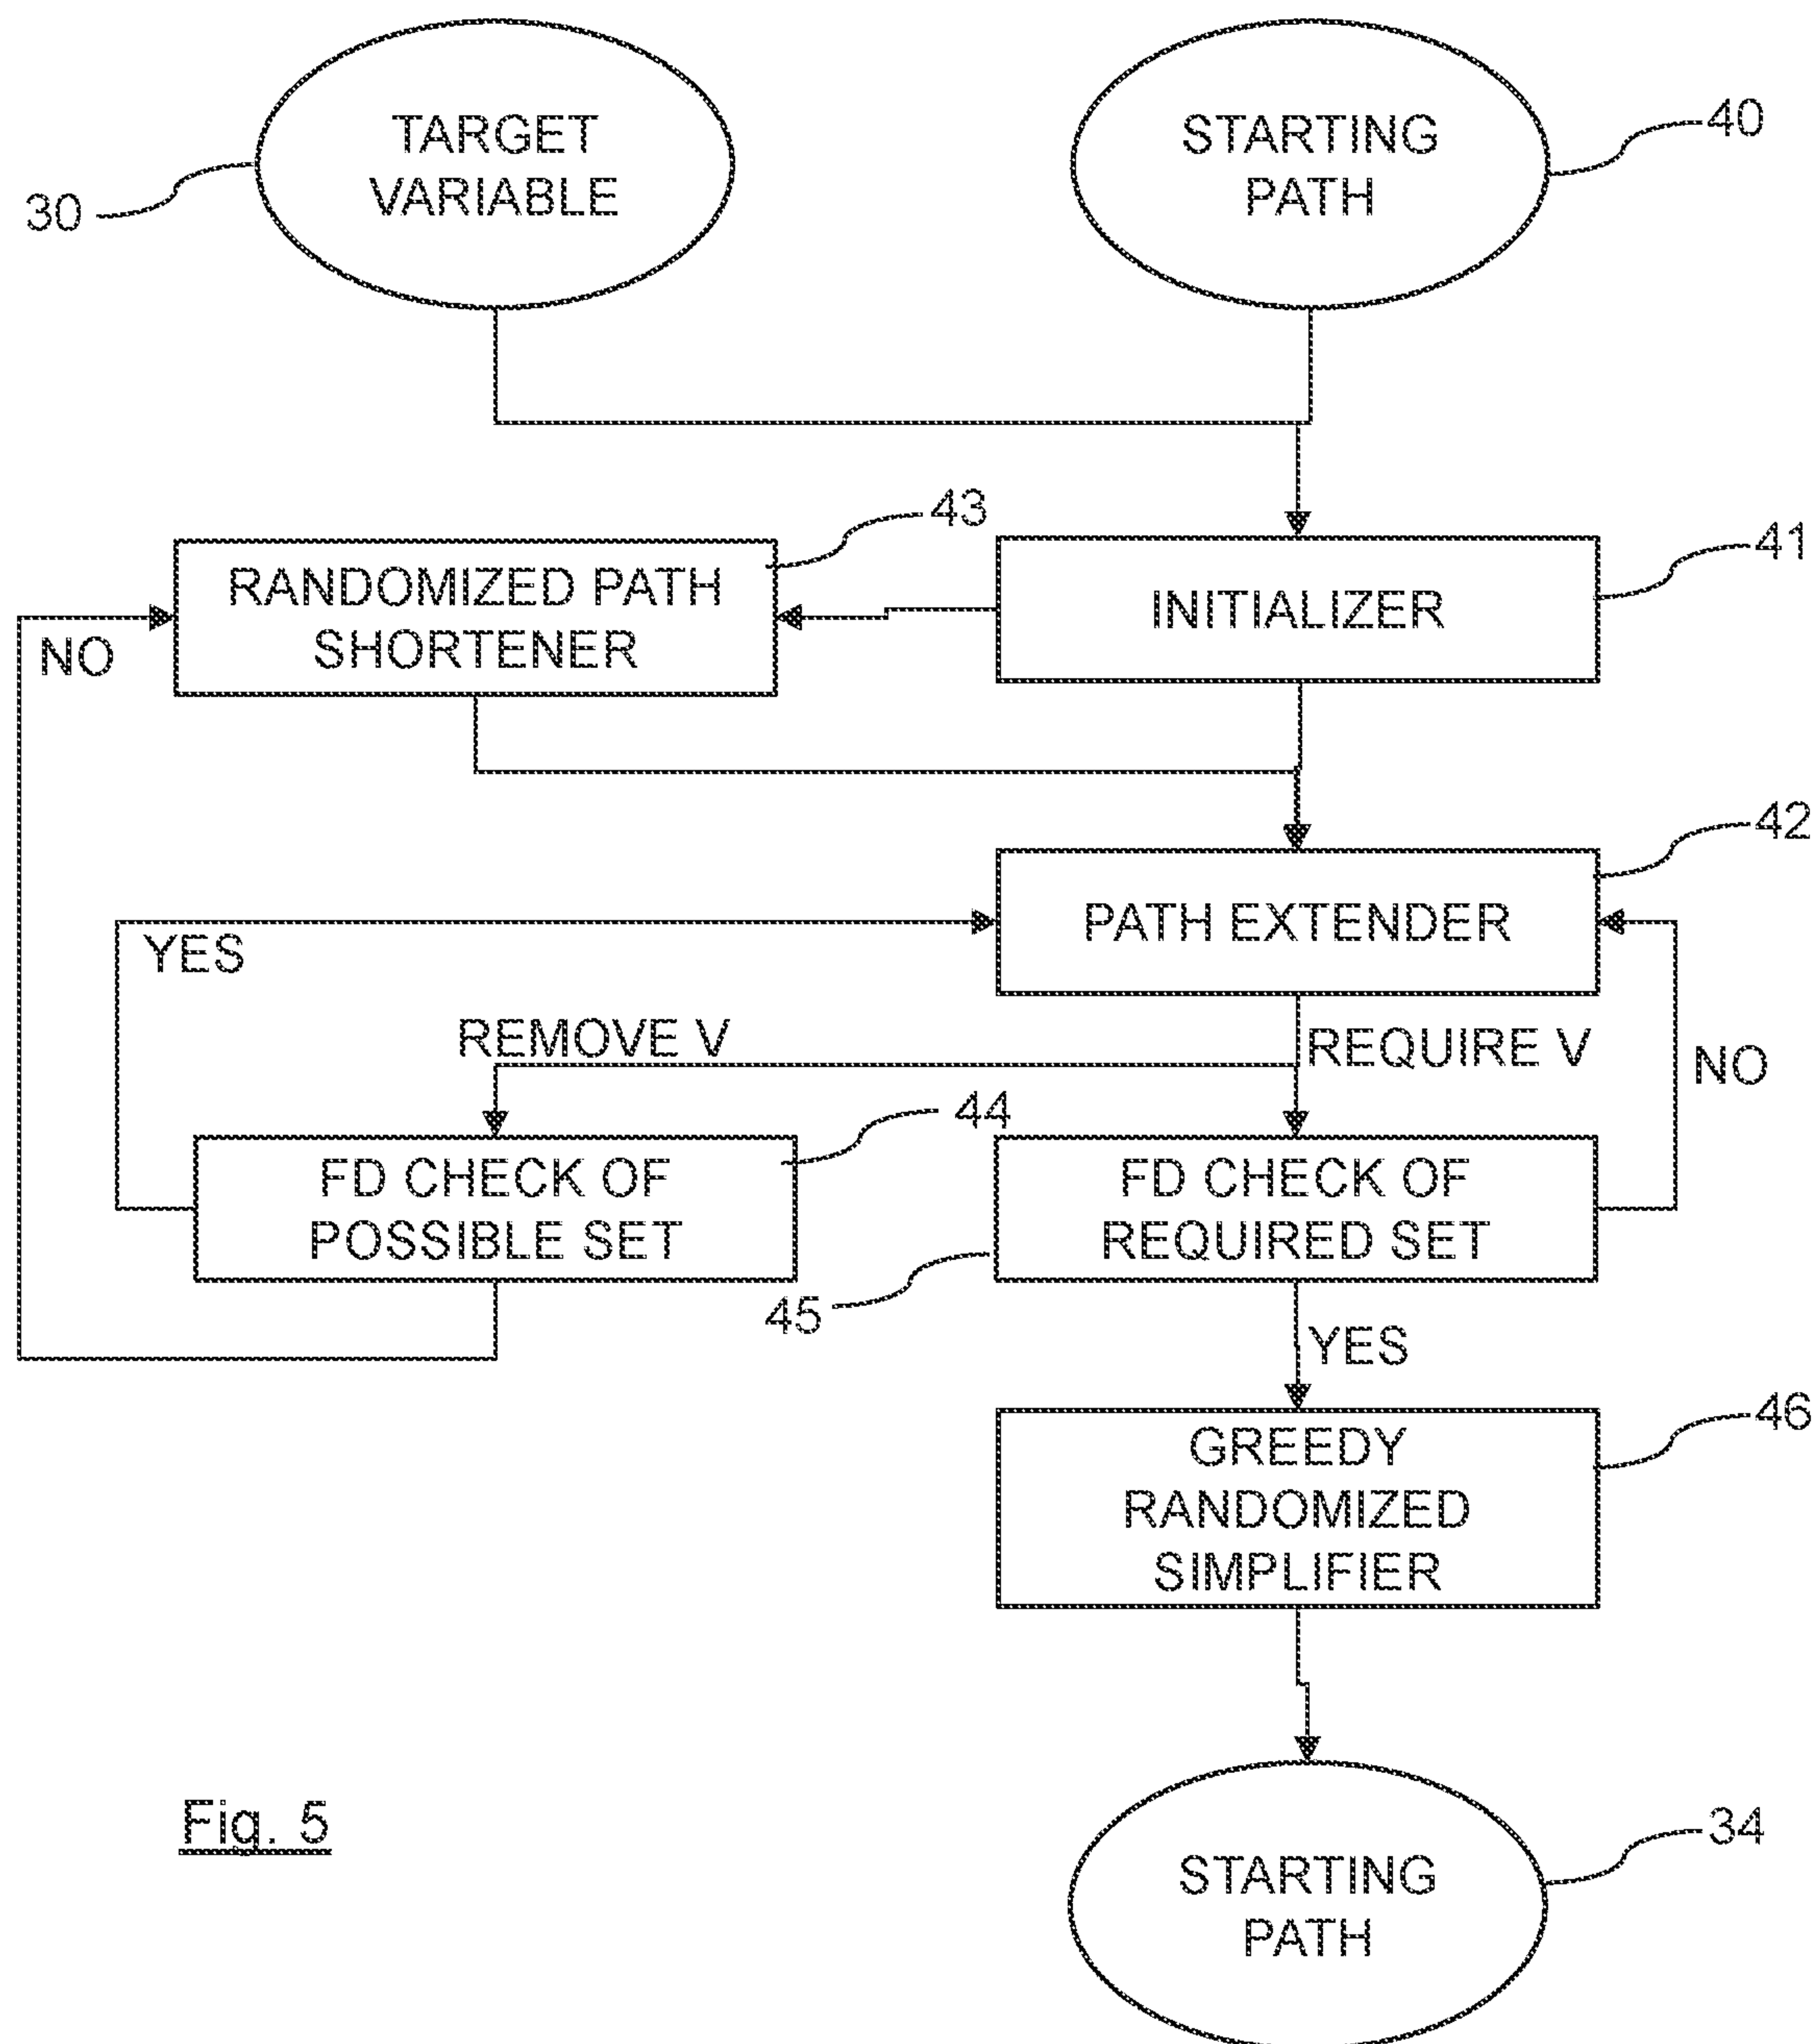 TARGET
VARIABLE
30
STARTING
PATH
40
43
RANDOMIZED PATH
SHORTENER
NO
INITIALIZER
41
42
PATH EXTENDER
YES
REMOVE V
REQUIRE V
NO
44
FD CHECK OF
POSSIBLE SET
FD CHECK OF
REQUIRED SET
45
YES
46
GREEDY
RANDOMIZED
SIMPLIFIER
34
STARTING
PATH
Fig. 5